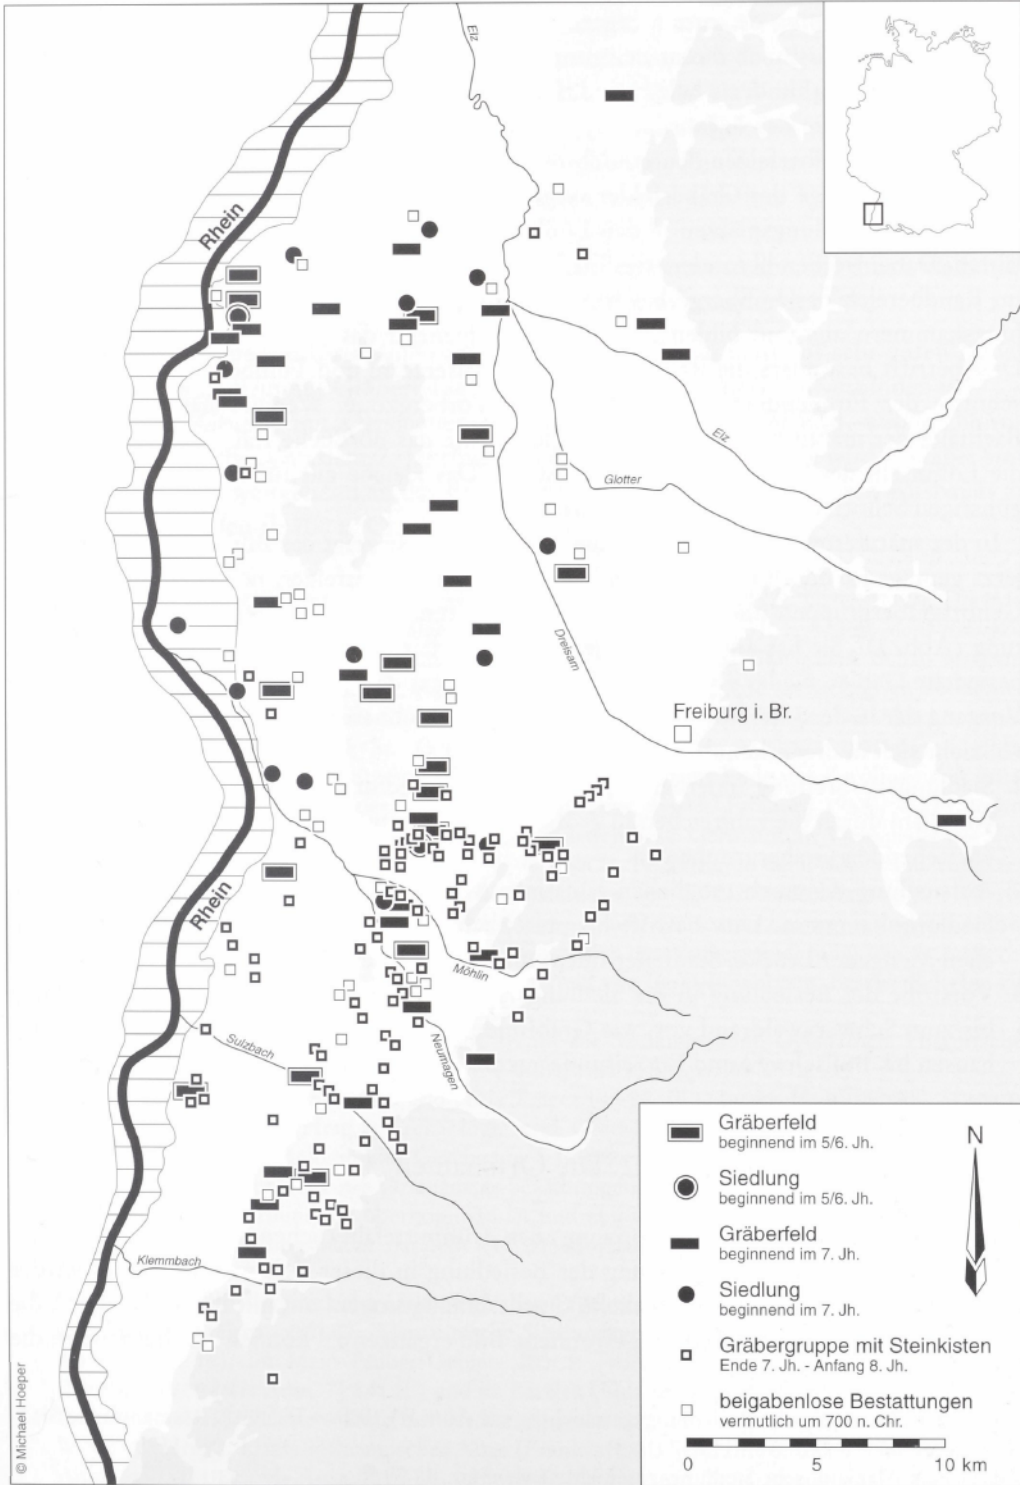 Elz
Rhein
Elz
Glotter
Dreisam
Freiburg i. Br.
Rhein
Möhlin
Neumagen
Sulzbach
Klemmbach
Gräberfeld
beginnend im 5/6. Jh.
Siedlung
beginnend im 5/6. Jh.
Gräberfeld
beginnend im 7. Jh.
Siedlung
beginnend im 7. Jh.
Gräbergruppe mit Steinkisten
Ende 7. Jh. - Anfang 8. Jh.
beigabenlose Bestattungen
vermutlich um 700 n. Chr.
N
0 5 10 km
© Michael Hoeper